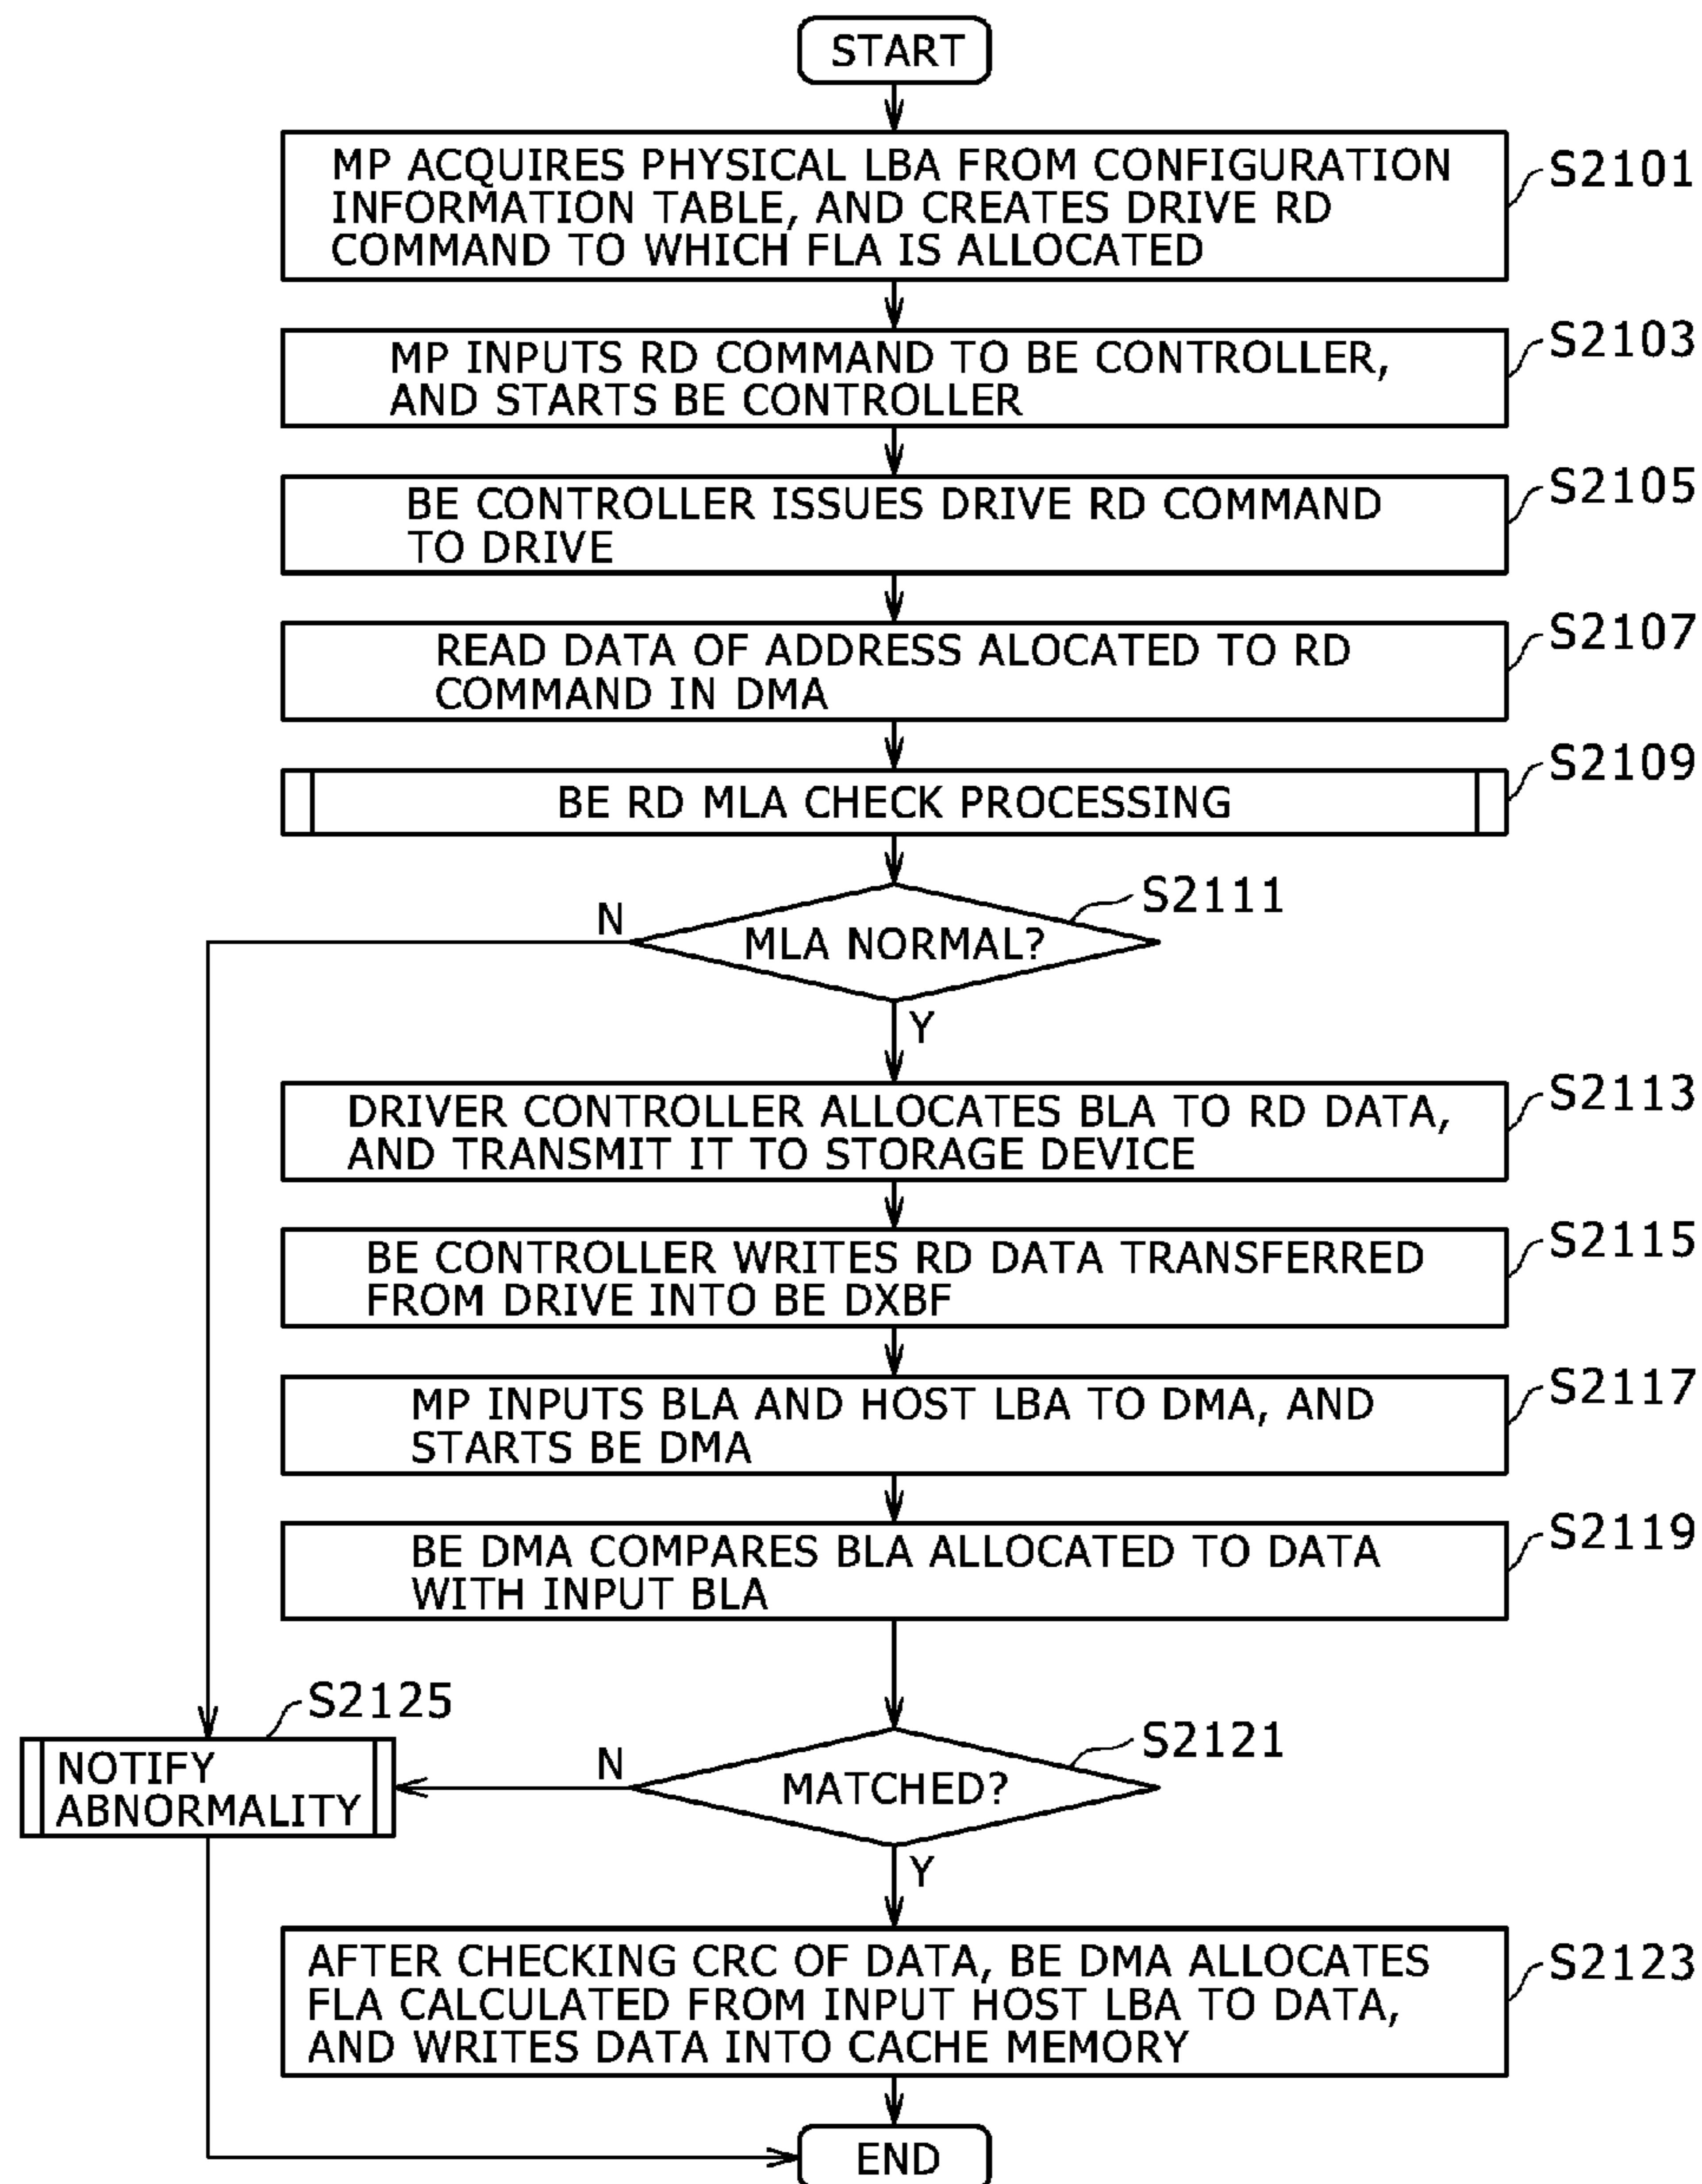 START
MP ACQUIRES PHYSICAL LBA FROM CONFIGURATION
INFORMATION TABLE, AND CREATES DRIVE RD
COMMAND TO WHICH FLA IS ALLOCATED
S2101
MP INPUTS RD COMMAND TO BE CONTROLLER,
AND STARTS BE CONTROLLER
S2103
BE CONTROLLER ISSUES DRIVE RD COMMAND
TO DRIVE
S2105
READ DATA OF ADDRESS ALOCATED TO RD
COMMAND IN DMA
S2107
BE RD MLA CHECK PROCESSING
S2109
S2111
N
MLA NORMAL?
Y
DRIVER CONTROLLER ALLOCATES BLA TO RD DATA,
AND TRANSMIT IT TO STORAGE DEVICE
S2113
BE CONTROLLER WRITES RD DATA TRANSFERRED
FROM DRIVE INTO BE DXBF
S2115
MP INPUTS BLA AND HOST LBA TO DMA, AND
STARTS BE DMA
S2117
BE DMA COMPARES BLA ALLOCATED TO DATA
WITH INPUT BLA
S2119
S2125
NOTIFY
ABNORMALITY
S2121
N
MATCHED?
Y
AFTER CHECKING CRC OF DATA, BE DMA ALLOCATES
FLA CALCULATED FROM INPUT HOST LBA TO DATA,
AND WRITES DATA INTO CACHE MEMORY
S2123
END